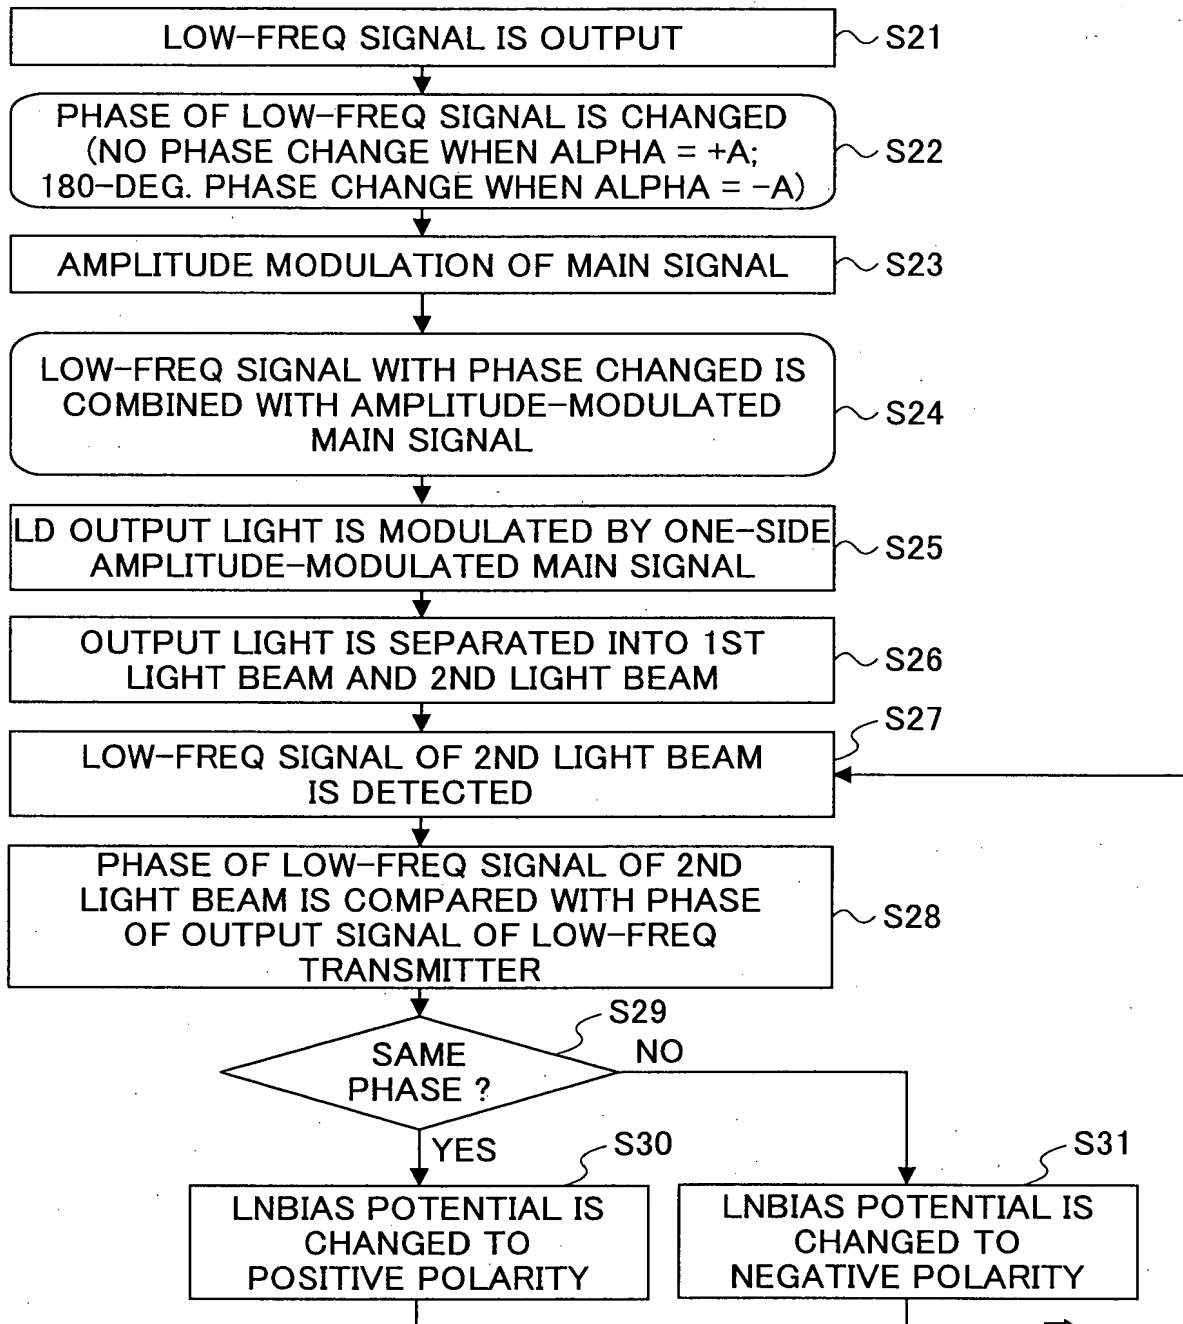 LOW-FREQ SIGNAL IS OUTPUT
S21
PHASE OF LOW-FREQ SIGNAL IS CHANGED
(NO PHASE CHANGE WHEN ALPHA = +A;
180-DEG. PHASE CHANGE WHEN ALPHA = -A)
S22
AMPLITUDE MODULATION OF MAIN SIGNAL
S23
LOW-FREQ SIGNAL WITH PHASE CHANGED IS
COMBINED WITH AMPLITUDE-MODULATED
MAIN SIGNAL
S24
LD OUTPUT LIGHT IS MODULATED BY ONE-SIDE
AMPLITUDE-MODULATED MAIN SIGNAL
S25
OUTPUT LIGHT IS SEPARATED INTO 1ST
LIGHT BEAM AND 2ND LIGHT BEAM
S26
S27
LOW-FREQ SIGNAL OF 2ND LIGHT BEAM
IS DETECTED
PHASE OF LOW-FREQ SIGNAL OF 2ND
LIGHT BEAM IS COMPARED WITH PHASE
OF OUTPUT SIGNAL OF LOW-FREQ
TRANSMITTER
S28
S29
SAME
PHASE ?
NO
YES
S30
LNBIAS POTENTIAL IS
CHANGED TO
POSITIVE POLARITY
S31
LNBIAS POTENTIAL IS
CHANGED TO
NEGATIVE POLARITY